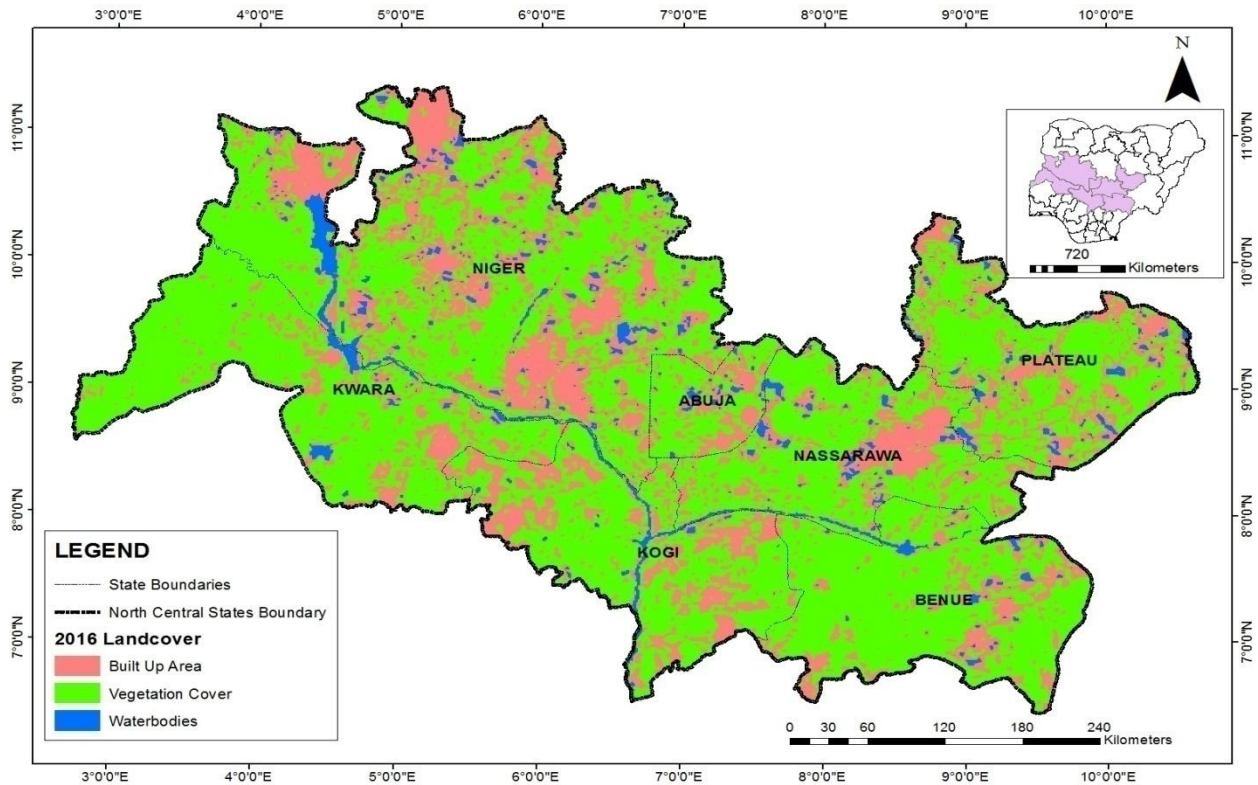 3°0'0"E 4°0'0"E 5°0'0"E 6°0'0"E 7°0'0"E 8°0'0"E 9°0'0"E 10°0'0"E
N
11°0'0"N
10°0'0"N
9°0'0"N
8°0'0"N
7°0'0"N
11°0'0"N
10°0'0"N
9°0'0"N
8°0'0"N
7°0'0"N
720
Kilometers
NIGER
PLATEAU
KWARA
ABUJA
NASSARAWA
KOGI
BENUE
LEGEND
State Boundaries
North Central States Boundary
2016 Landcover
Built Up Area
Vegetation Cover
Waterbodies
0 30 60 120 180 240
Kilometers
3°0'0"E 4°0'0"E 5°0'0"E 6°0'0"E 7°0'0"E 8°0'0"E 9°0'0"E 10°0'0"E